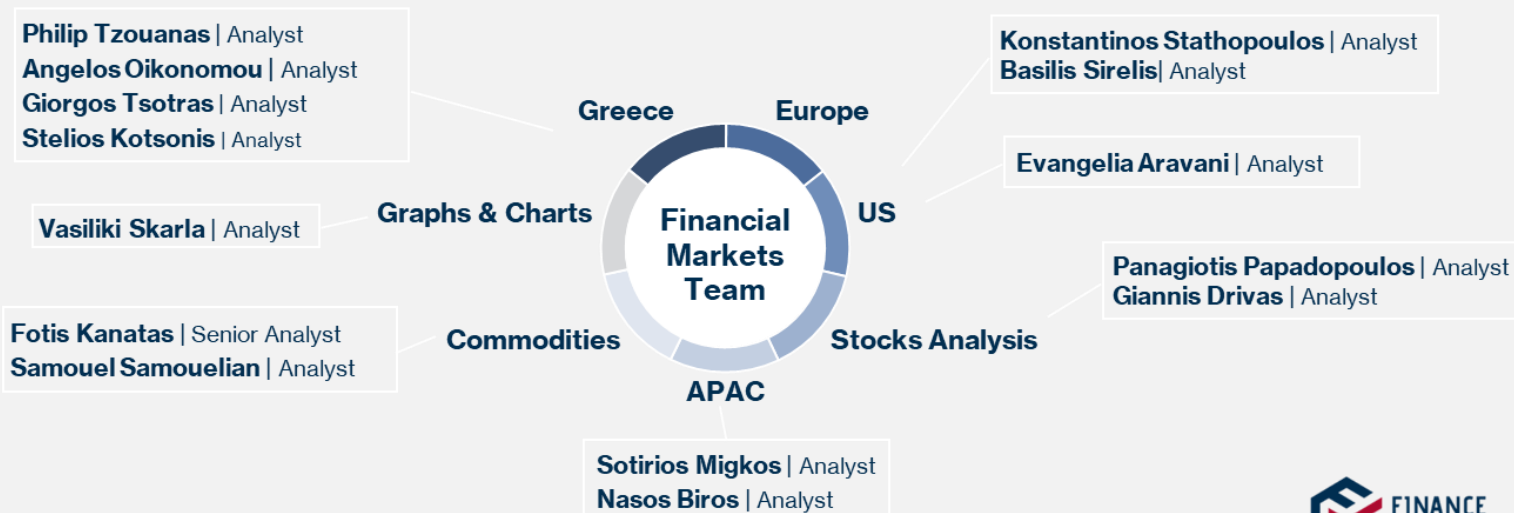 Philip Tzouanas | Analyst
Angelos Oikonomou | Analyst
Giorgos Tsotras | Analyst
Stelios Kotsonis | Analyst
Konstantinos Stathopoulos | Analyst
Basilis Sirelis| Analyst
Greece
Europe
Evangelia Aravani | Analyst
Vasiliki Skarla | Analyst
Graphs & Charts
US
Financial
Markets
Team
Panagiotis Papadopoulos | Analyst
Giannis Drivas | Analyst
Fotis Kanatas | Senior Analyst
Samouel Samouelian | Analyst
Commodities
Stocks Analysis
APAC
Sotirios Migkos | Analyst
Nasos Biros | Analyst
FINANCE